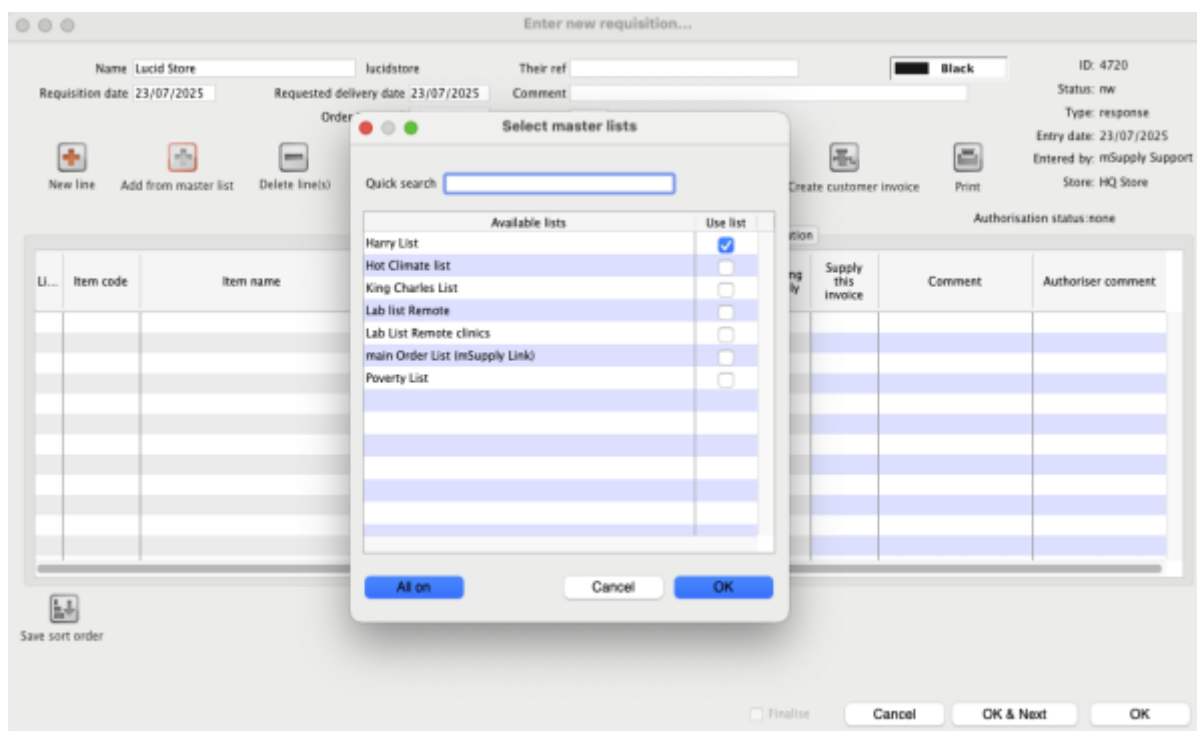 Enter new requisition...
Name Lucid Store lucidstore Their ref Black ID: 4720
Requisition date 23/07/2025 Requested delivery date 23/07/2025 Comment Status: nw
Order Type: response
Entry date: 23/07/2025
Entered by: mSupply Support
Store: HQ Store
New line Add from master list Delete line(s) Create customer invoice Print
Authorisation status:none
Select master lists
Quick search
Available lists Use list
Harry List
Hot Climate list
King Charles List
Lab list Remote
Lab List Remote clinics
main Order List (mSupply Link)
Poverty List
All on Cancel OK
Li... Item code Item name Supply this invoice Comment Authoriser comment
Save sort order
Finalise Cancel OK & Next OK